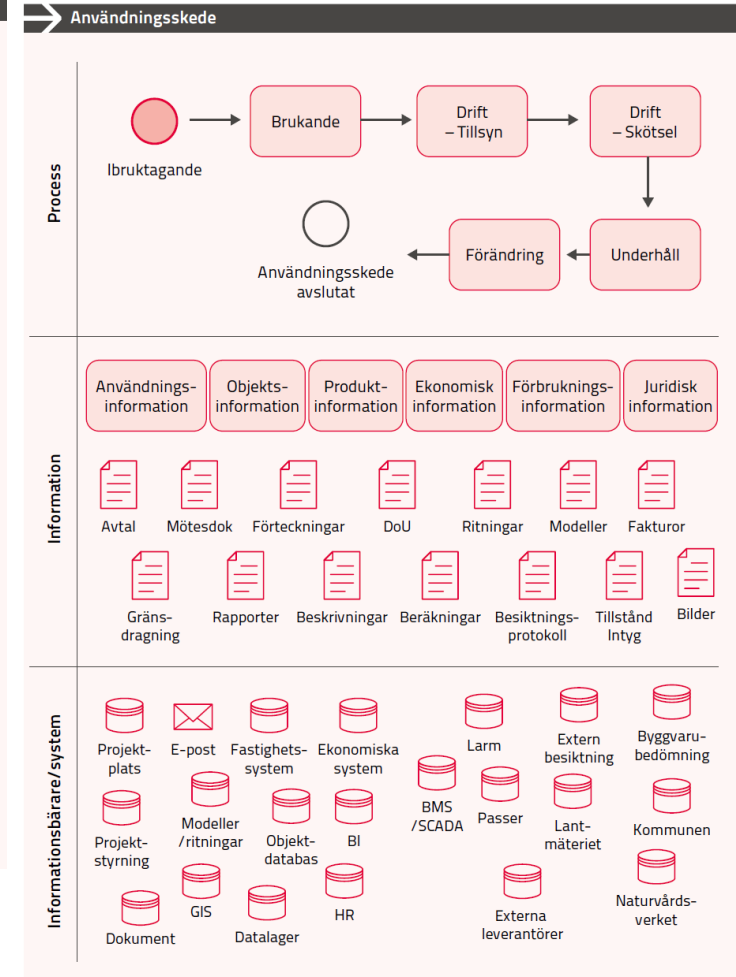 Användningsskede
Process
Ibruktagande
Brukande
Drift
– Tillsyn
Drift
– Skötsel
Användningsskede
avslutat
Förändring
Underhåll
Information
Användnings-
information
Objekts-
information
Produkt-
information
Ekonomisk
information
Förbruknings-
information
Juridisk
information
Avtal
Mötesdok
Förteckningar
DoU
Ritningar
Modeller
Fakturor
Gräns-
dragning
Rapporter
Beskrivningar
Beräkningar
Besiktnings-
protokoll
Tillstånd
Intyg
Bilder
Informationsbärare/system
Projekt-
plats
E-post
Fastighets-
system
Ekonomiska
system
Larm
Extern
besiktning
Byggvaru-
bedömning
Projekt-
styrning
Modeller
/ritningar
Objekt-
databas
BI
BMS
/SCADA
Passer
Lant-
mäteriet
Kommunen
Dokument
GIS
Datalager
HR
Externa
leverantörer
Naturvårds-
verket